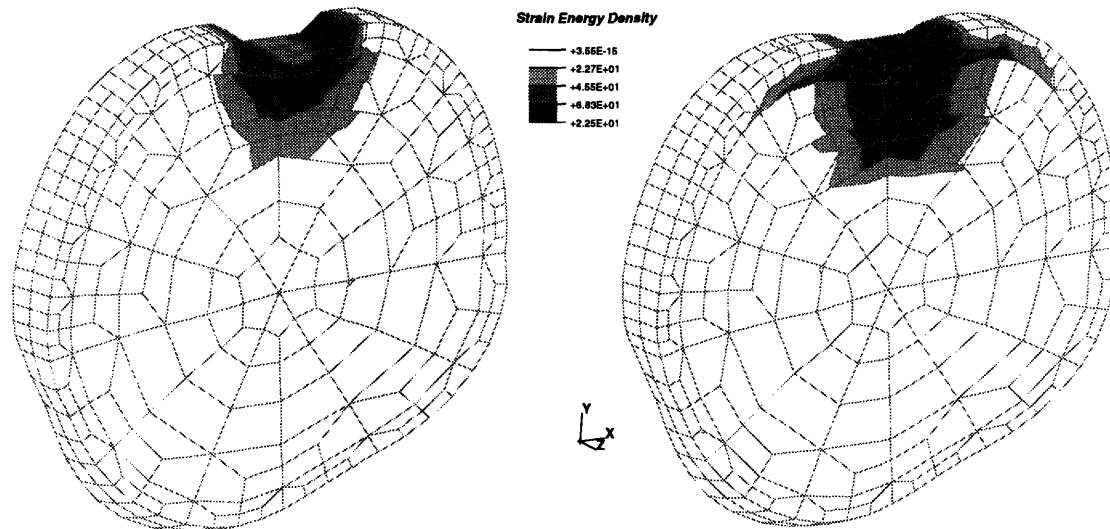 Strain Energy Density
+3.55E-15
+2.27E+01
+4.55E+01
+6.83E+01
+2.25E+01
Y
X
Z